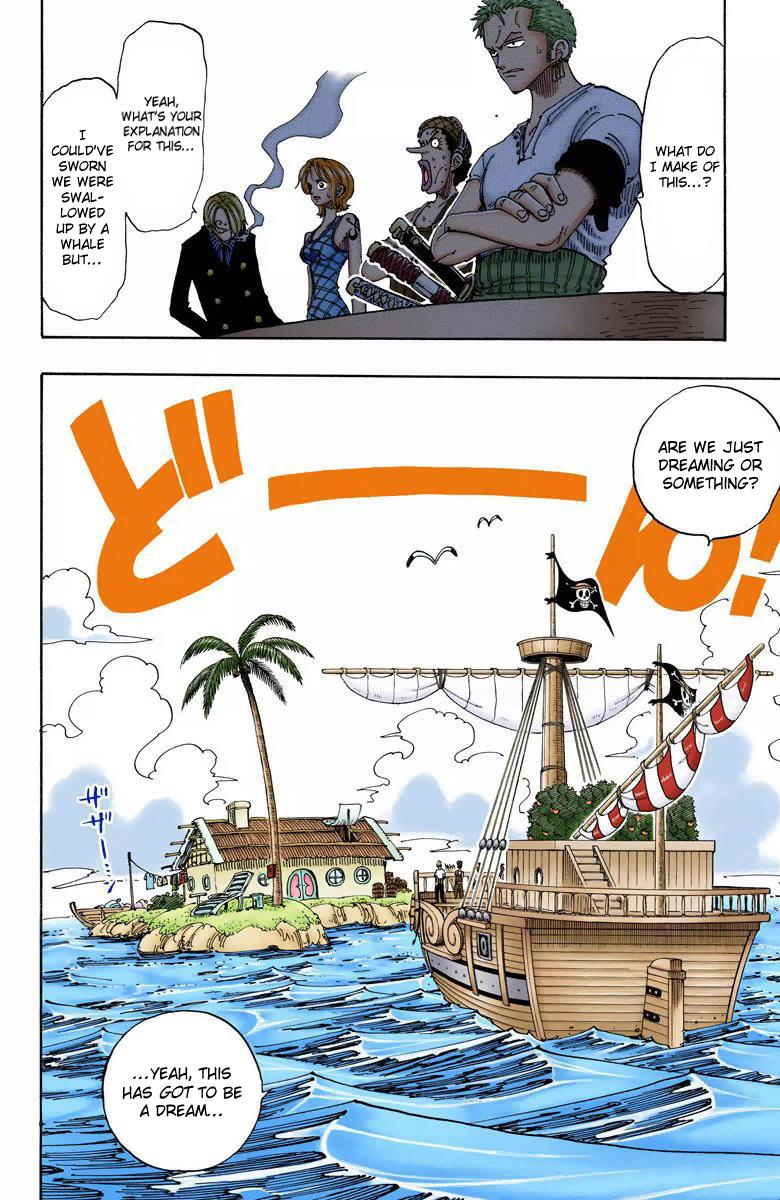 WHAT DO
I MAKE OF
THIS...?
YEAH,
WHAT'S YOUR
EXPLANATION
FOR THIS...
I
COULD'VE
SWORN
WE WERE
SWAL-
LOWED
UP BY A
WHALE
BUT...
ARE WE JUST
DREAMING OR
SOMETHING?
どーん!
ザザー...
...YEAH, THIS
HAS GOT TO BE
A DREAM...